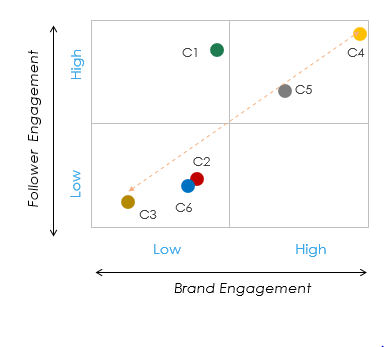 Follower Engagement
High
Low
C1
C4
C5
C2
C6
C3
Low
High
Brand Engagement